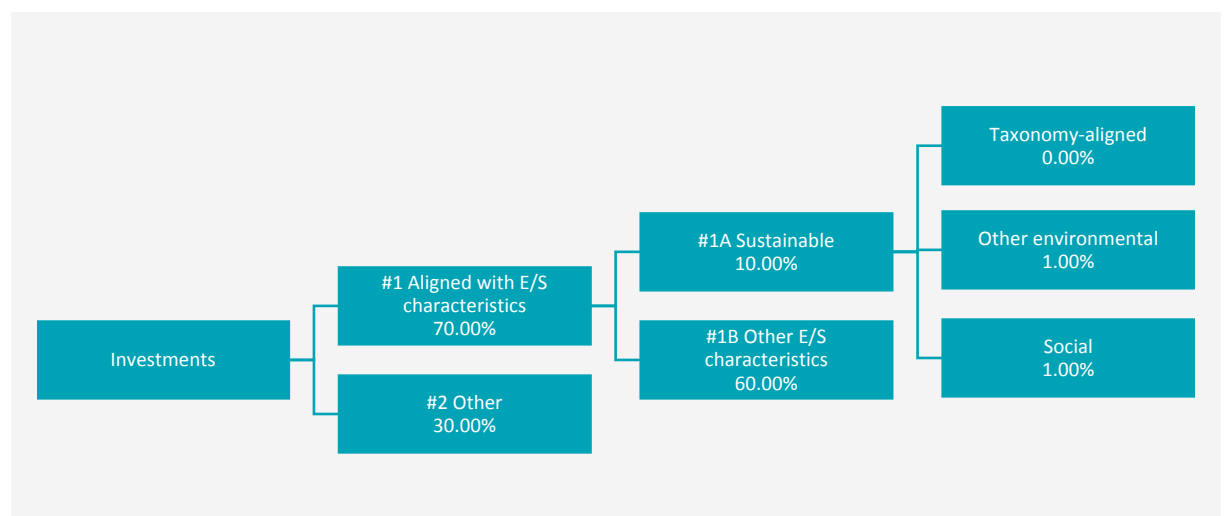 Investments
#1 Aligned with E/S
characteristics
70.00%
#2 Other
30.00%
#1A Sustainable
10.00%
#1B Other E/S
characteristics
60.00%
Taxonomy-aligned
0.00%
Other environmental
1.00%
Social
1.00%